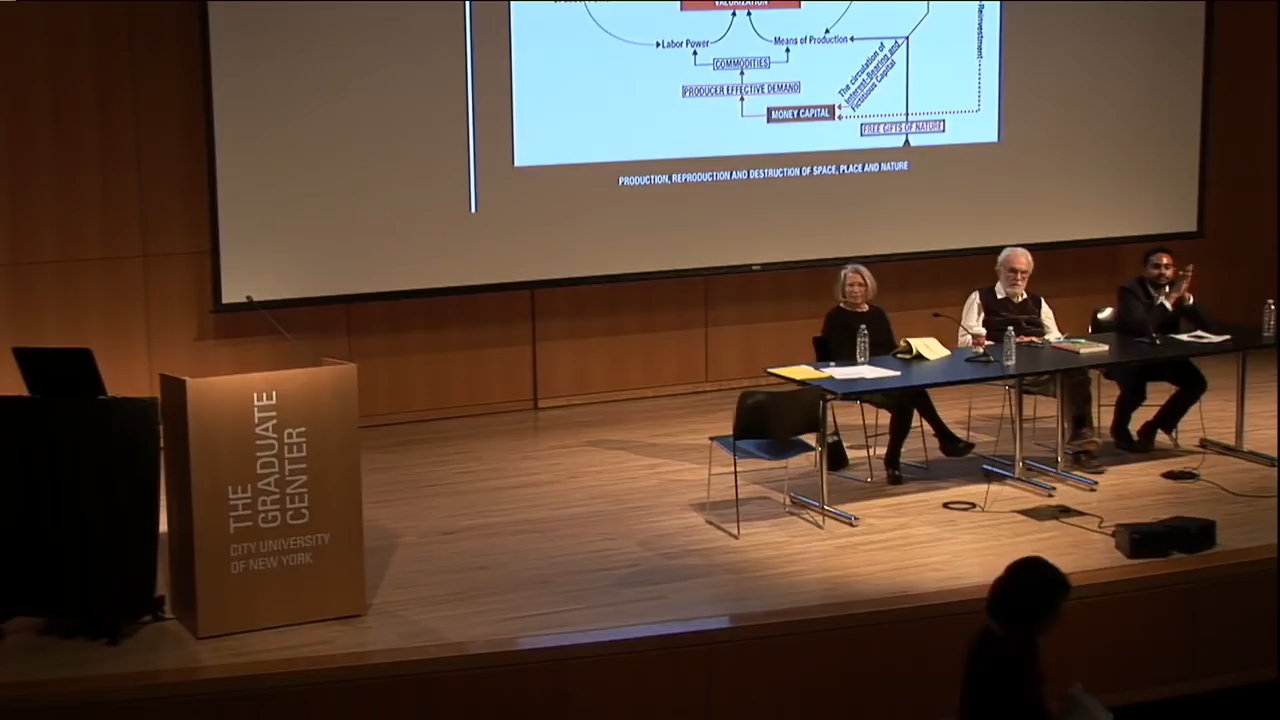 VALORIZATION
Labor Power
Means of Production
Reinvestment
COMMODITIES
The circulation of
Interest-Bearing and
Fictitious Capital
PRODUCER EFFECTIVE DEMAND
MONEY CAPITAL
FREE GIFTS OF NATURE
PRODUCTION, REPRODUCTION AND DESTRUCTION OF SPACE, PLACE AND NATURE
THE
GRADUATE
CENTER
CITY UNIVERSITY
OF NEW YORK